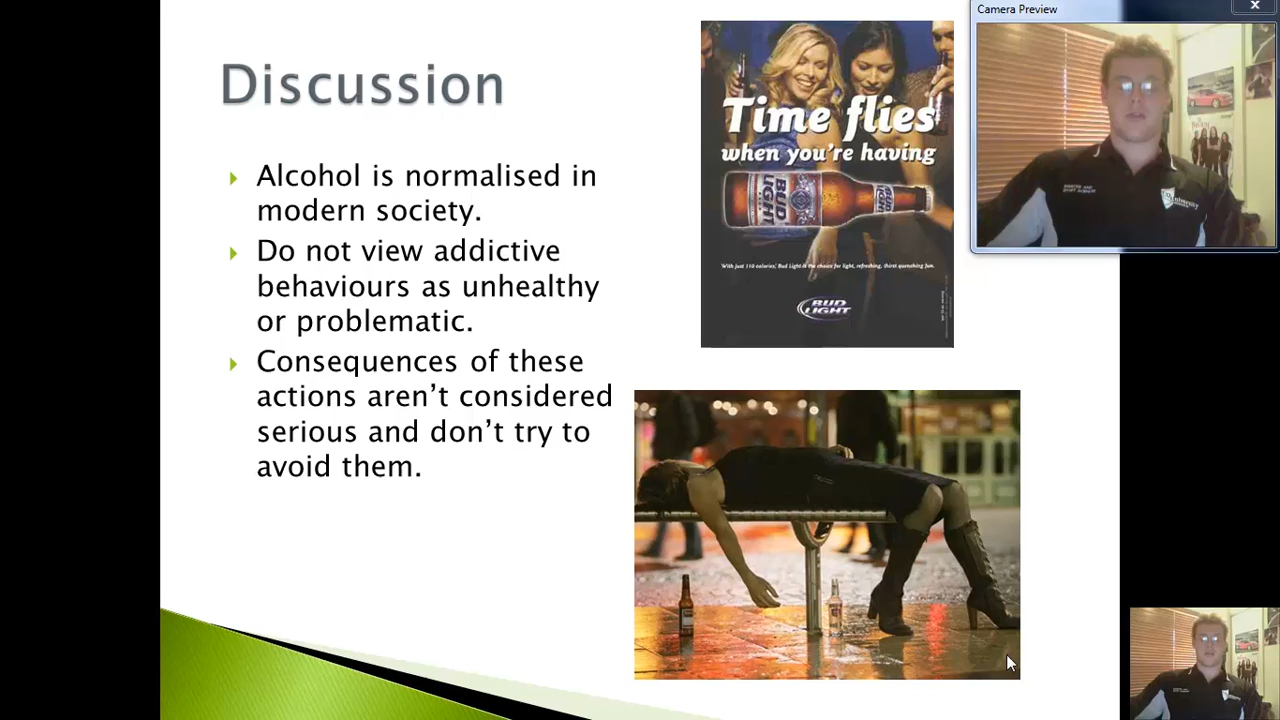 Discussion
Alcohol is normalised in
modern society.
Do not view addictive
behaviours as unhealthy
or problematic.
Consequences of these
actions aren’t considered
serious and don’t try to
avoid them.
Time flies
when you're having
BUD
LIGHT
BUD
LIGHT
"With just 110 calories, Bud Light is the choice for light, refreshing, thirst quenching fun.
BUD
LIGHT
Camera Preview